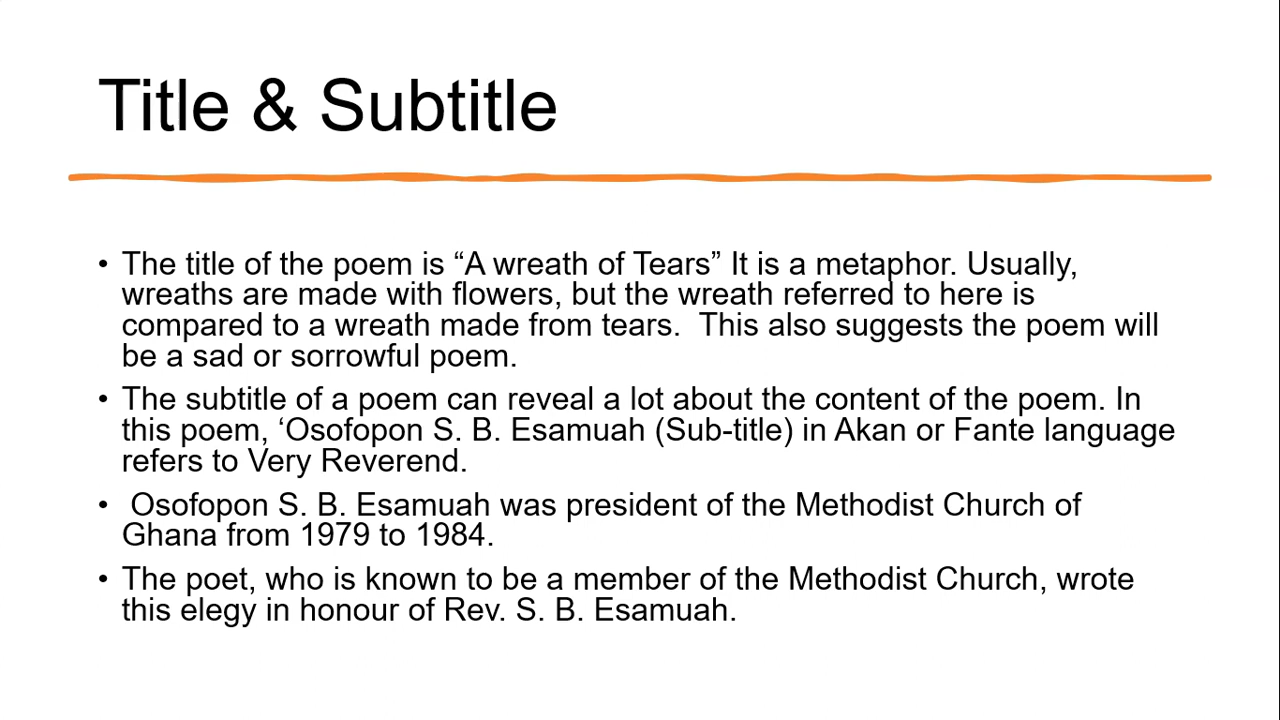 Title & Subtitle
• The title of the poem is “A wreath of Tears” It is a metaphor. Usually,
wreaths are made with flowers, but the wreath referred to here is
compared to a wreath made from tears.  This also suggests the poem will
be a sad or sorrowful poem.
• The subtitle of a poem can reveal a lot about the content of the poem. In
this poem, ‘Osofopon S. B. Esamuah (Sub-title) in Akan or Fante language
refers to Very Reverend.
•  Osofopon S. B. Esamuah was president of the Methodist Church of
Ghana from 1979 to 1984.
• The poet, who is known to be a member of the Methodist Church, wrote
this elegy in honour of Rev. S. B. Esamuah.